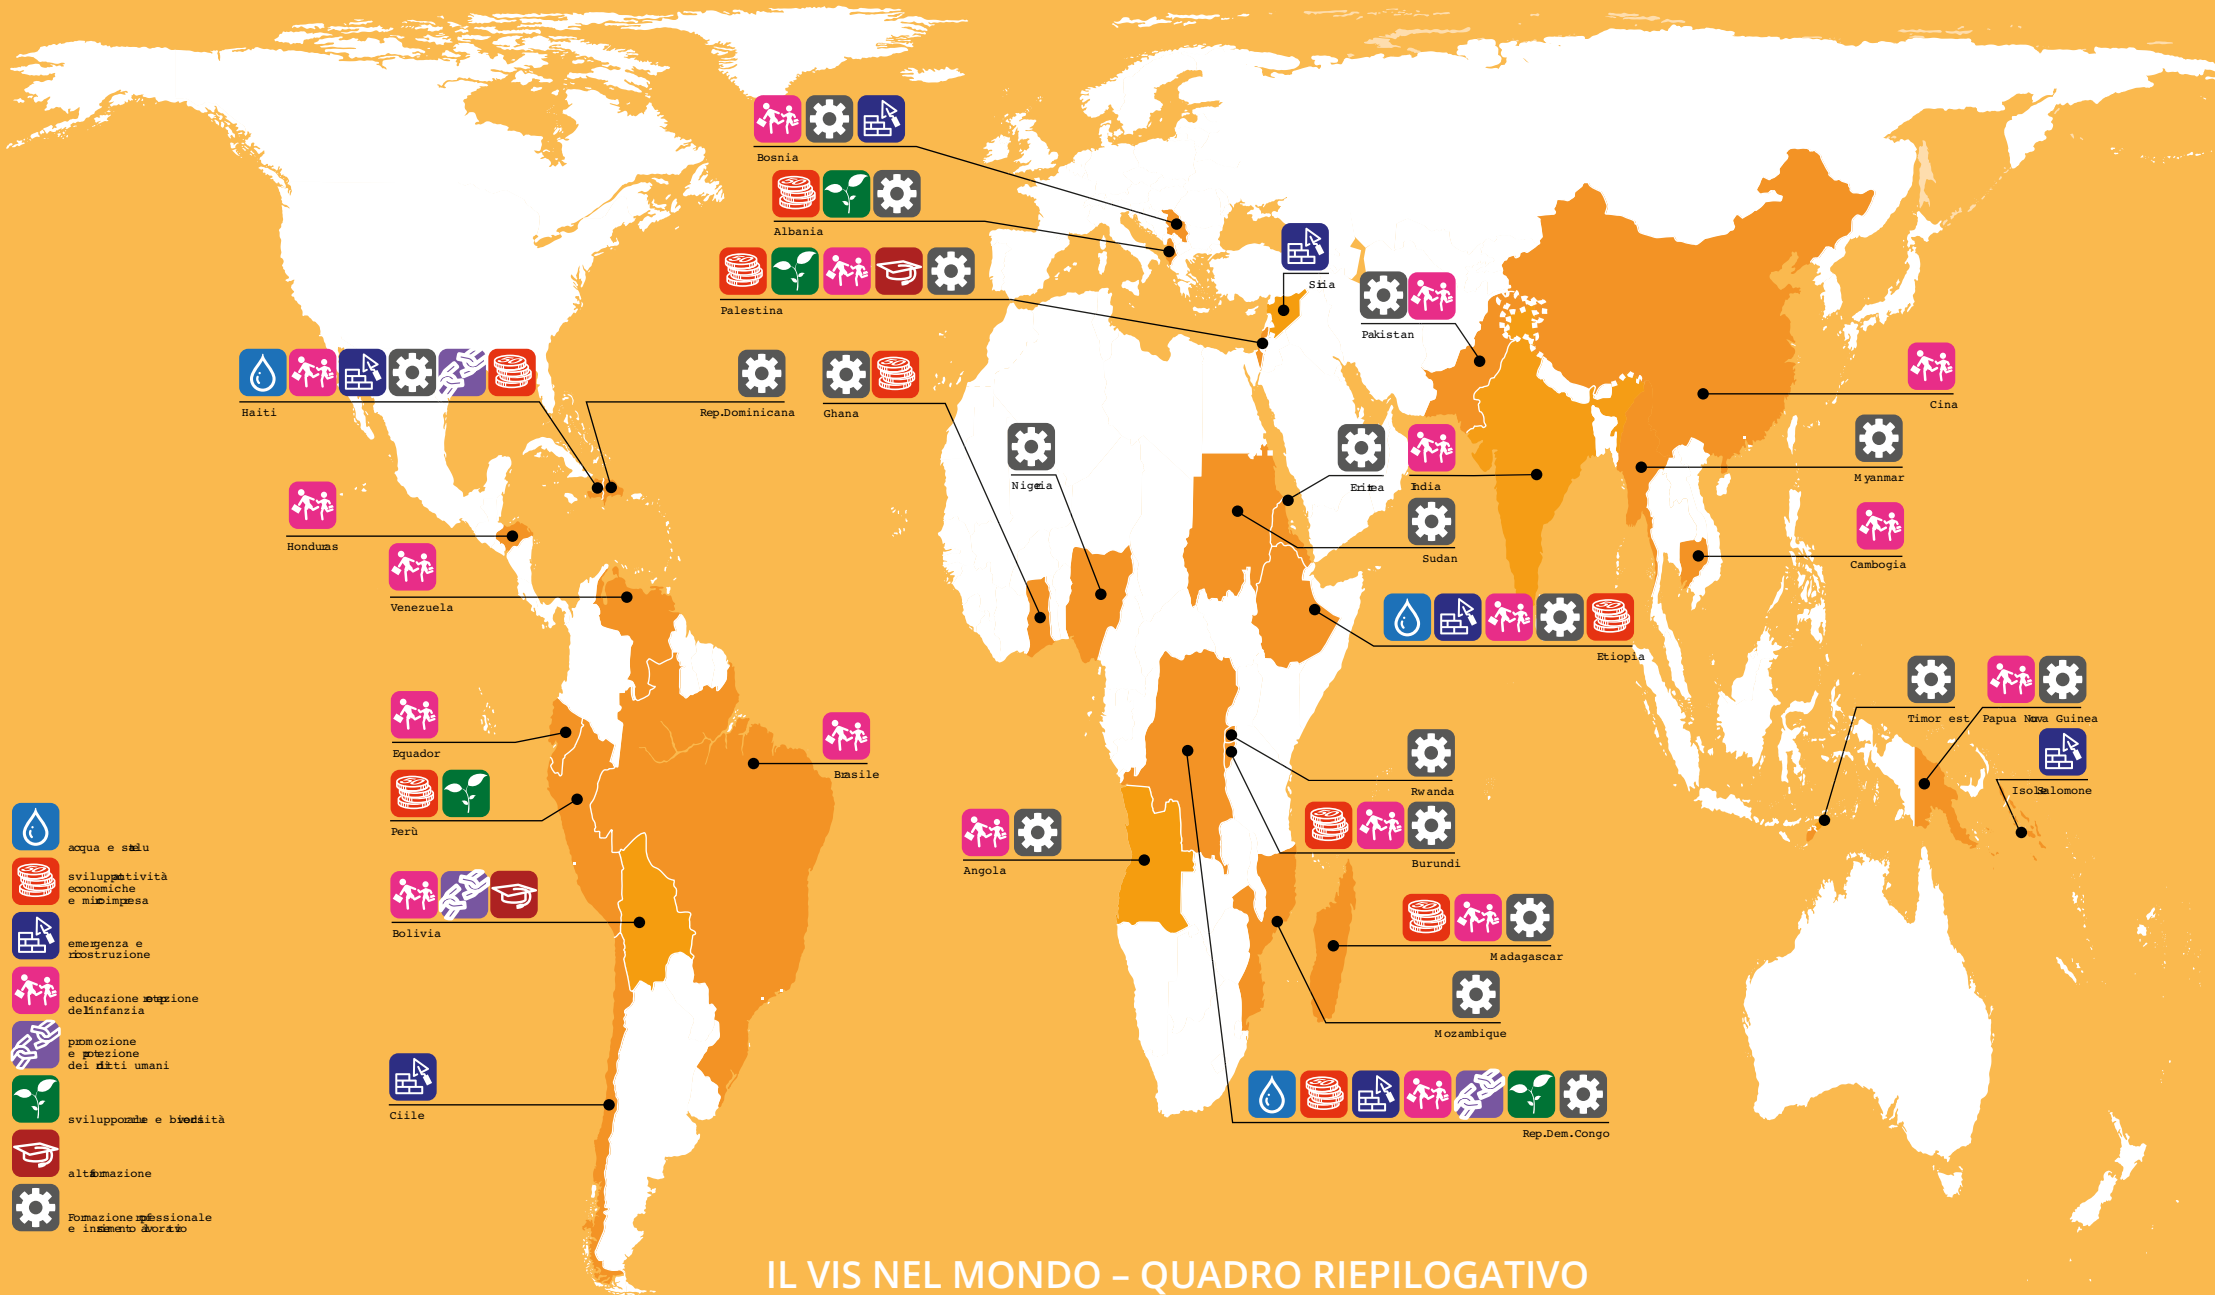 Bosnia
Albania
Palestina
Siria
Pakistan
Haiti
Rep.Dominicana
Ghana
Cina
Nigeria
Eritrea
India
Myanmar
Honduras
Sudan
Cambogia
Venezuela
Etiopia
Equador
Brasile
Timor est
Papua Nuova Guinea
Perù
Rwanda
Isole Salomone
Angola
Burundi
Bolivia
Madagascar
Mozambique
Ciile
Rep.Dem.Congo
acqua e salute
sviluppo attività
economiche
e microimpresa
emergenza e
ricostruzione
educazione e protezione
dell'infanzia
promozione
e protezione
dei diritti umani
sviluppo rurale e biodiversità
alta formazione
Formazione professionale
e inserimento lavorativo
IL VIS NEL MONDO – QUADRO RIEPILOGATIVO